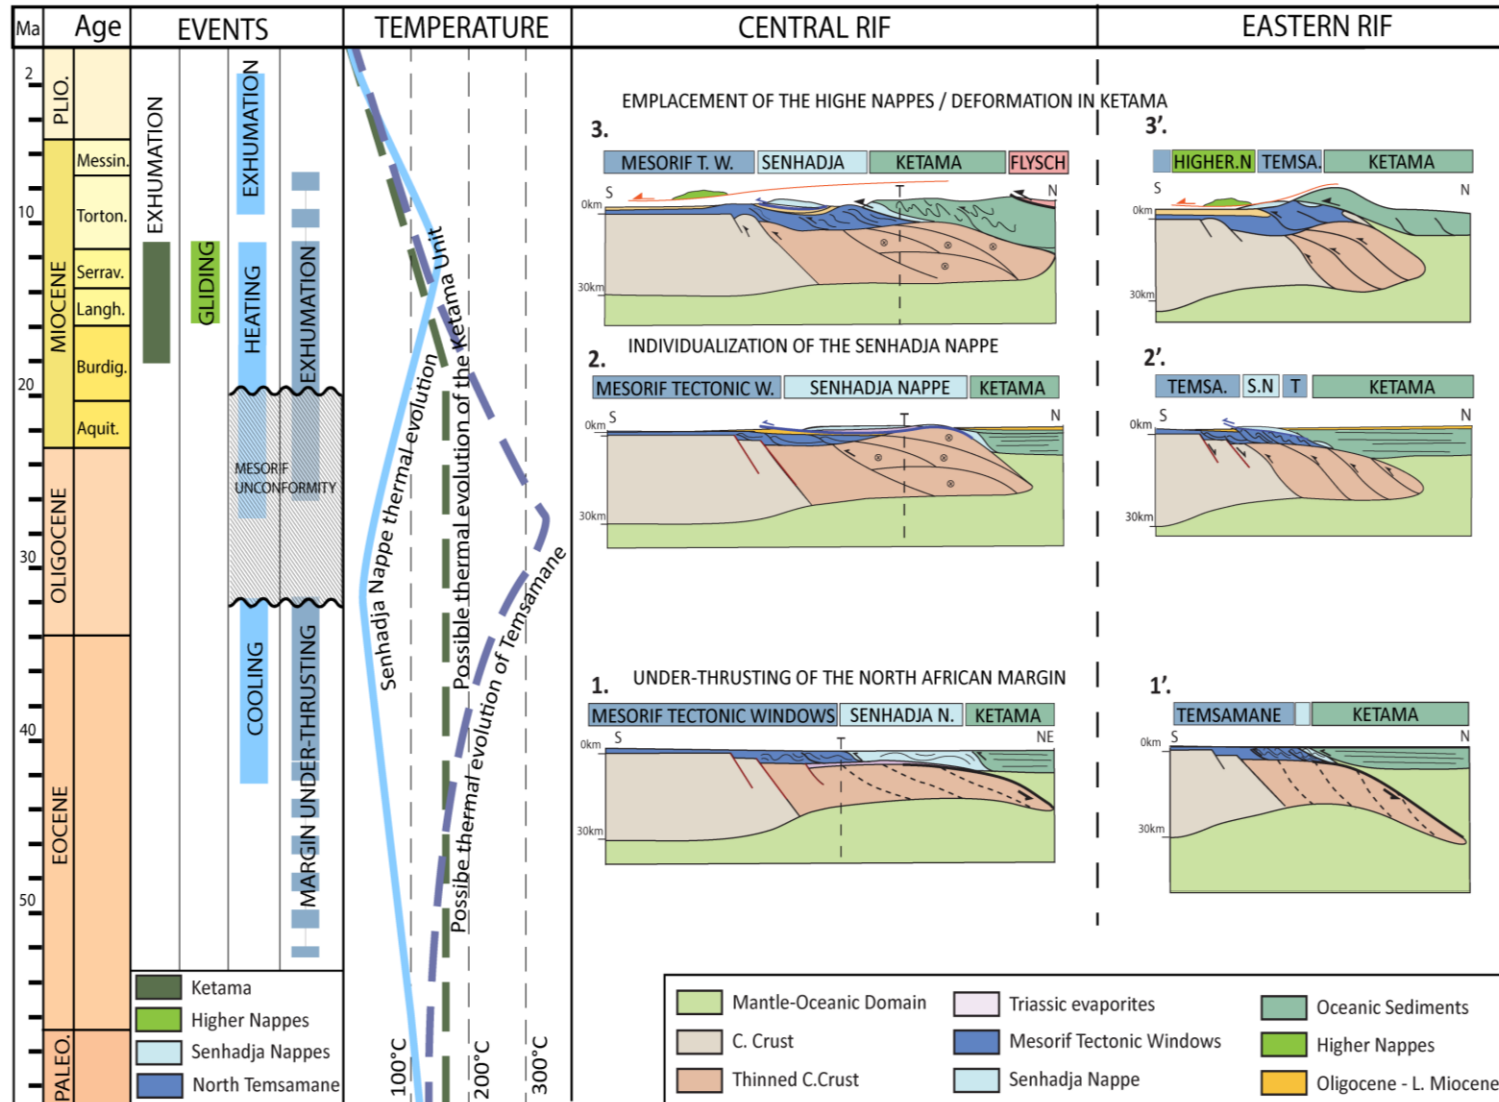 Ma Age EVENTS TEMPERATURE CENTRAL RIF EASTERN RIF
2
10
20
30
40
50
PLIO.
MIOCENE
OLIGOCENE
EOCENE
PALEO.
Messin.
Torton.
Serrav.
Langh.
Burdig.
Aquit.
EXHUMATION
GLIDING
EXHUMATION
HEATING
COOLING
EXHUMATION
MARGIN UNDER-THRUSTING
MESORIF
UNCONFORMITY
Senhadja Nappe thermal evolution
Possible thermal evolution of the Ketama Unit
Possibe thermal evolution of Temsamane
100°C
200°C
300°C
Ketama
Higher Nappes
Senhadja Nappes
North Temsamane
EMPLACEMENT OF THE HIGHE NAPPES / DEFORMATION IN KETAMA
3.
MESORIF T. W. SENHADJA KETAMA FLYSCH
S T N
0km
30km
3'.
HIGHER.N TEMSA. KETAMA
S N
0km
30km
INDIVIDUALIZATION OF THE SENHADJA NAPPE
2.
MESORIF TECTONIC W. SENHADJA NAPPE KETAMA
S T N
0km
30km
2'.
TEMSA. S.N T KETAMA
S N
0km
30km
UNDER-THRUSTING OF THE NORTH AFRICAN MARGIN
1.
MESORIF TECTONIC WINDOWS SENHADJA N. KETAMA
S T NE
0km
30km
1'.
TEMSAMANE KETAMA
S N
0km
30km
Mantle-Oceanic Domain
C. Crust
Thinned C.Crust
Triassic evaporites
Mesorif Tectonic Windows
Senhadja Nappe
Oceanic Sediments
Higher Nappes
Oligocene - L. Miocene